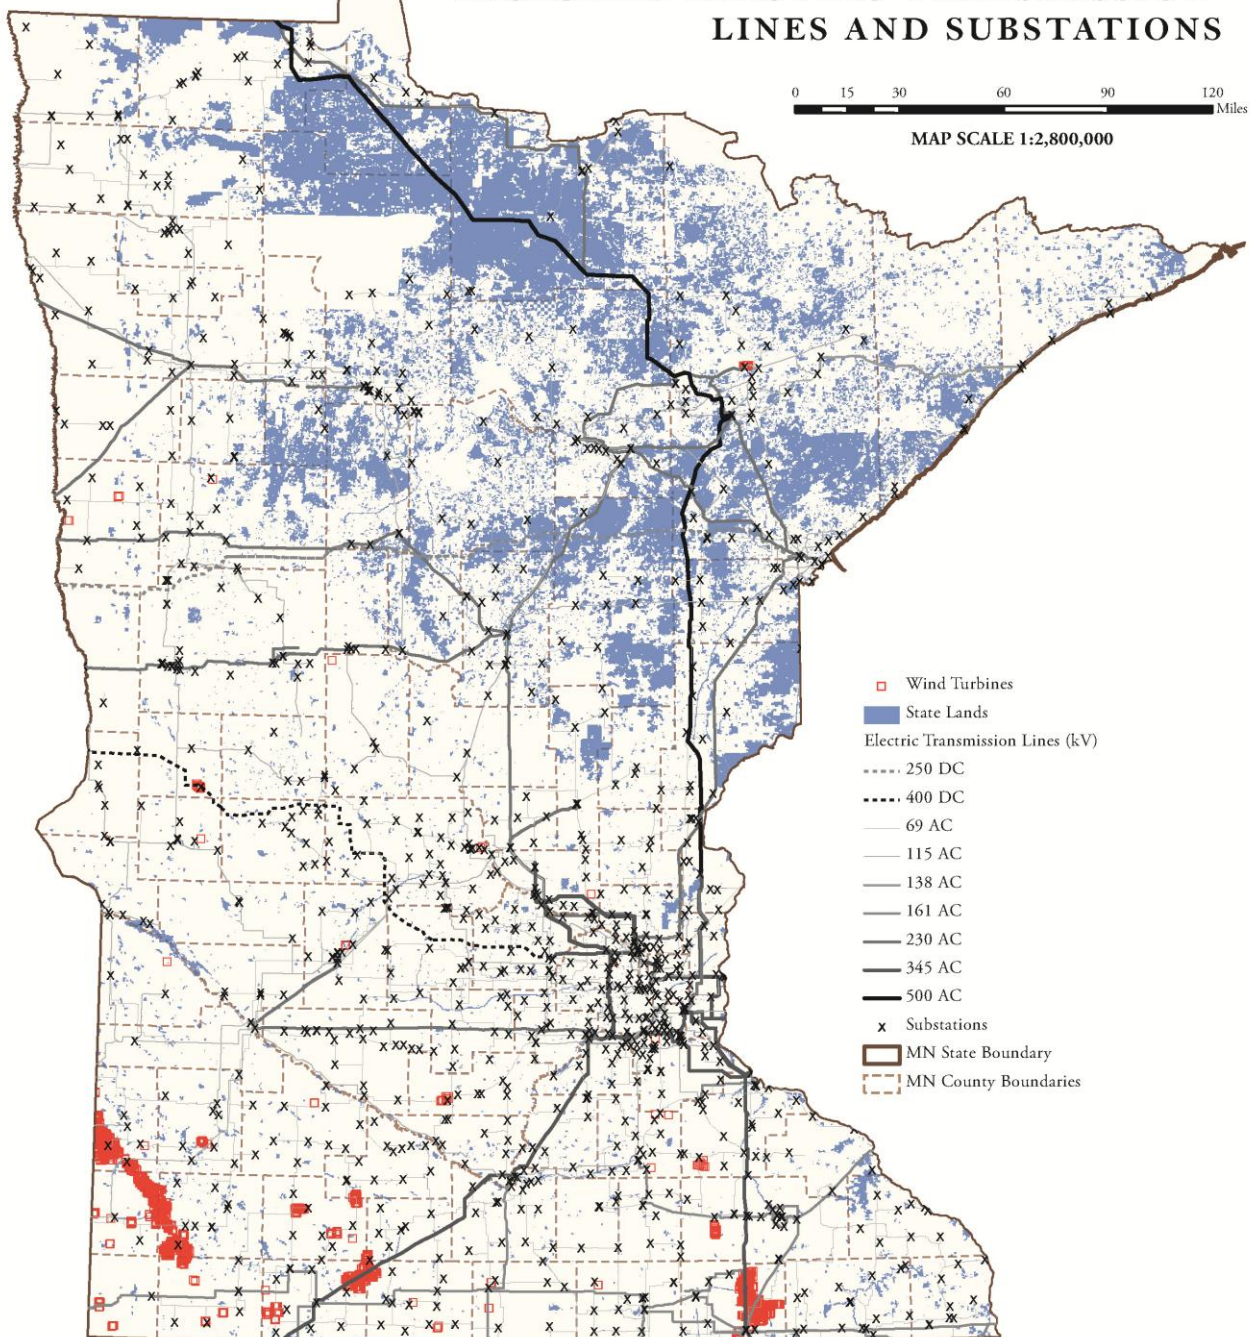 LINES AND SUBSTATIONS
0 15 30 60 90 120
Miles
MAP SCALE 1:2,800,000
Wind Turbines
State Lands
Electric Transmission Lines (kV)
250 DC
400 DC
69 AC
115 AC
138 AC
161 AC
230 AC
345 AC
500 AC
x Substations
MN State Boundary
MN County Boundaries